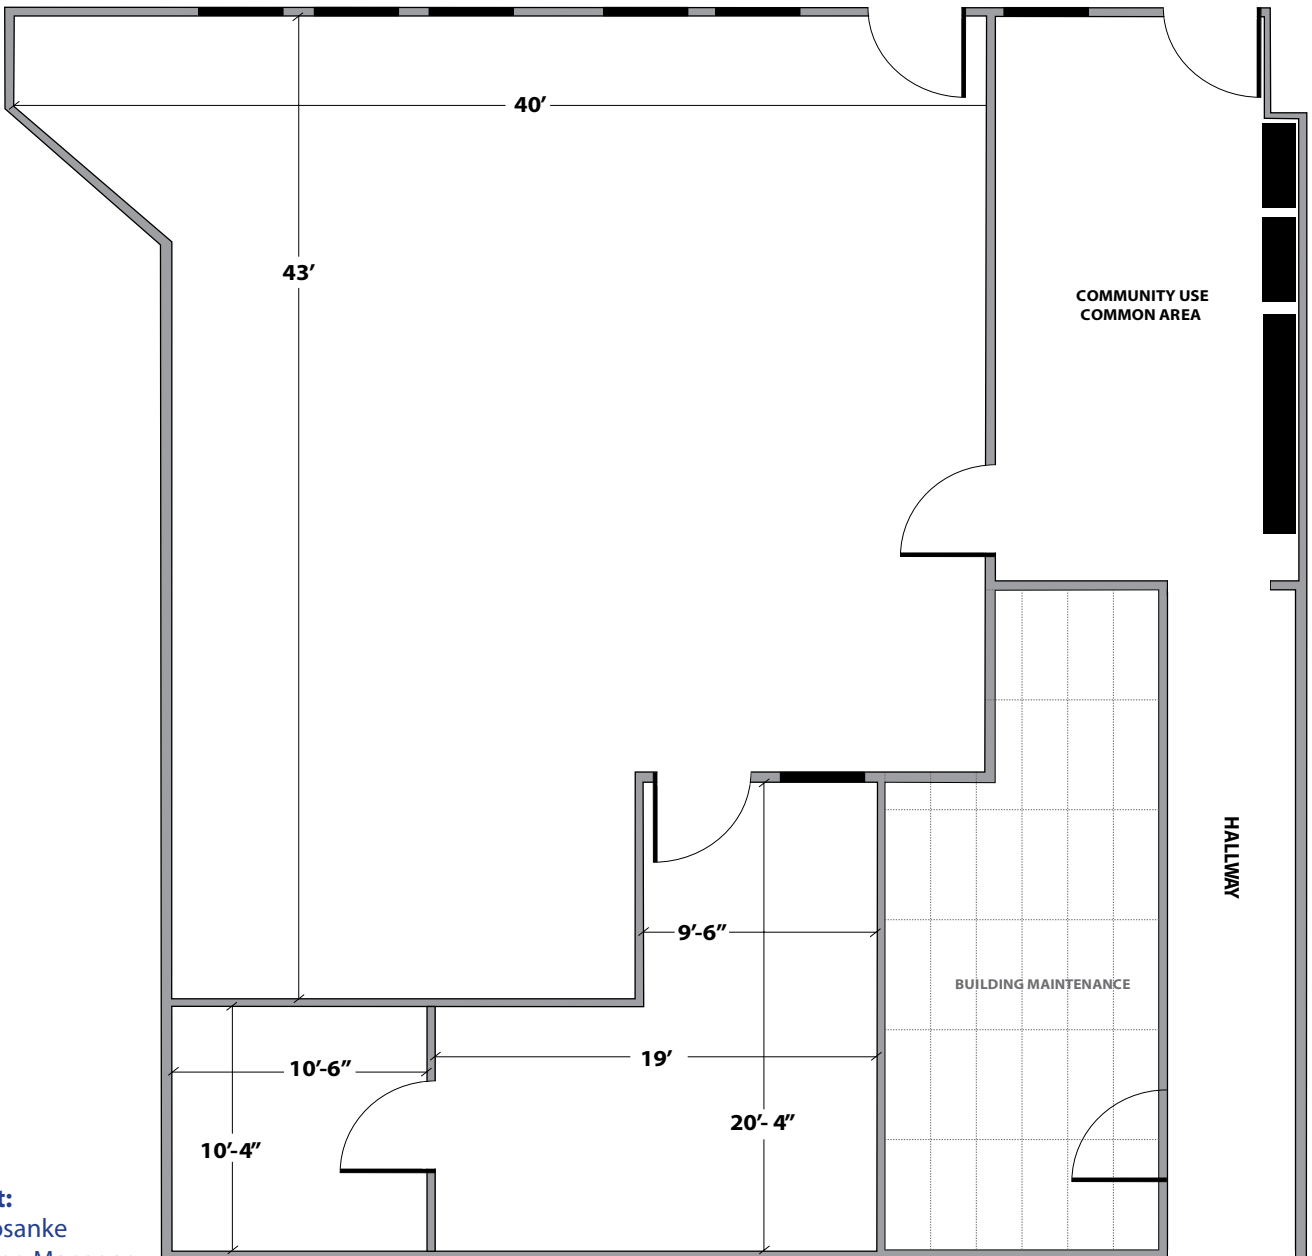 40’
43’
COMMUNITY USE
COMMON AREA
HALLWAY
9’-6”
BUILDING MAINTENANCE
10’-6”
19’
10’-4”
20’- 4”